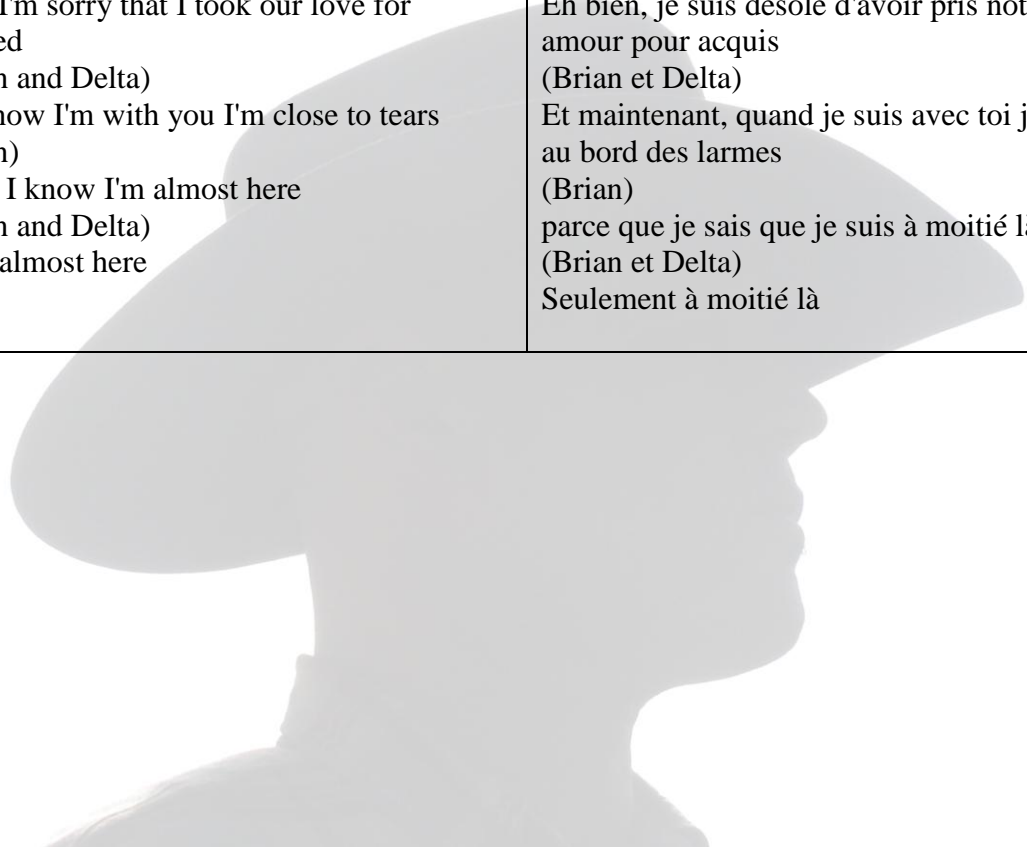 I'm sorry that I took our love for
and Delta)
I'm with you I'm close to tears
I know I'm almost here
and Delta)
almost here
Eh bien, je suis désolé d'avoir pris
amour pour acquis
(Brian et Delta)
Et maintenant, quand je suis avec toi
au bord des larmes
(Brian)
parce que je sais que je suis à moitié
(Brian et Delta)
Seulement à moitié là